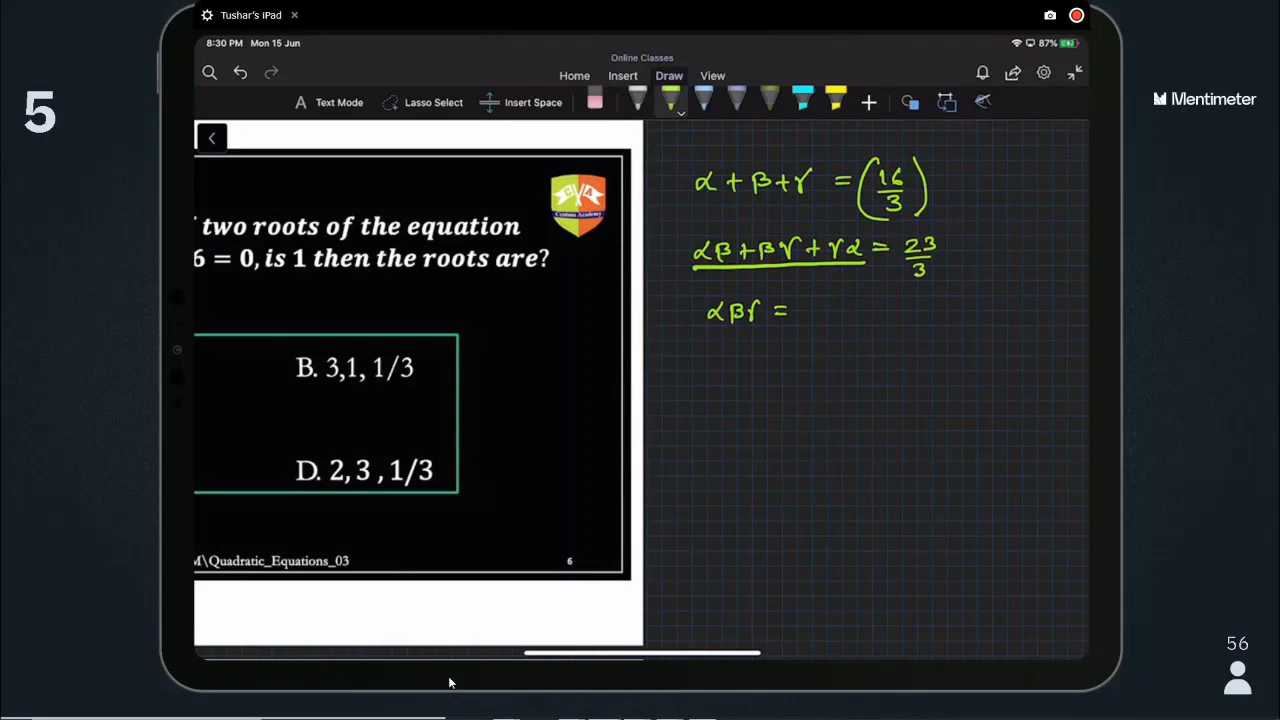 Tushar's iPad ×
8:30 PM Mon 15 Jun
87%
Online Classes
Home Insert Draw View
A Text Mode Lasso Select Insert Space
5
Mentimeter
two roots of the equation
6 = 0, is 1 then the roots are?
Centum Academy
B. 3,1, 1/3
D. 2, 3 , 1/3
M\Quadratic_Equations_03
6
α + β + γ = (16/3)
αβ + βγ + γα = 23/3
αβγ =
56